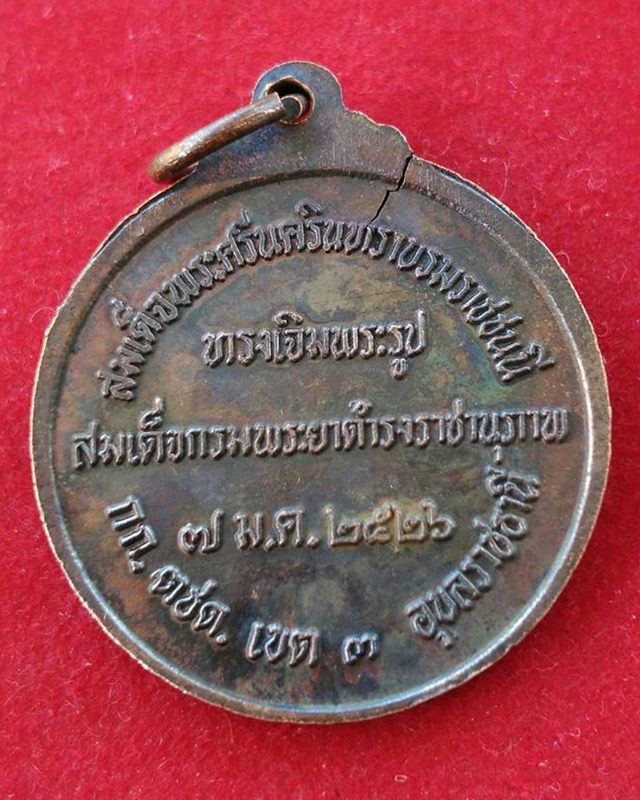 สมเด็จพระศรีนครินทราบรมราชชนนี
ทรงเจิมพระรูป
สมเด็จกรมพระยาดำรงราชานุภาพ
๗ ม.ค. ๒๕๒๖
กก. ตชด. เขต ๓ อุบลราชธานี